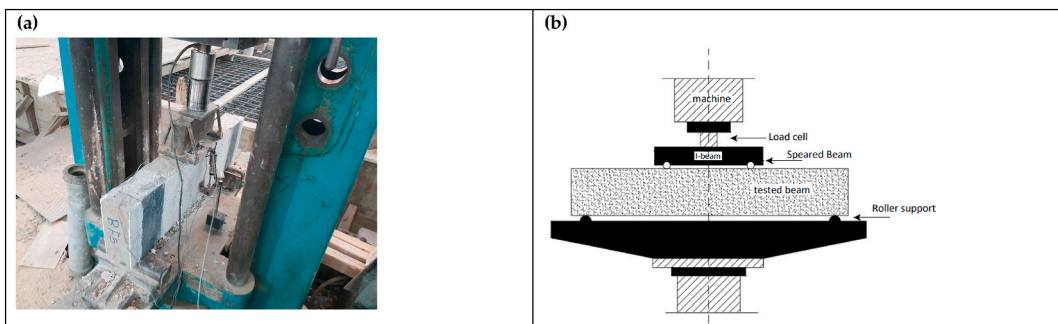 (a)
(b)
machine
Load cell
I-beam
Speared Beam
tested beam
Roller support